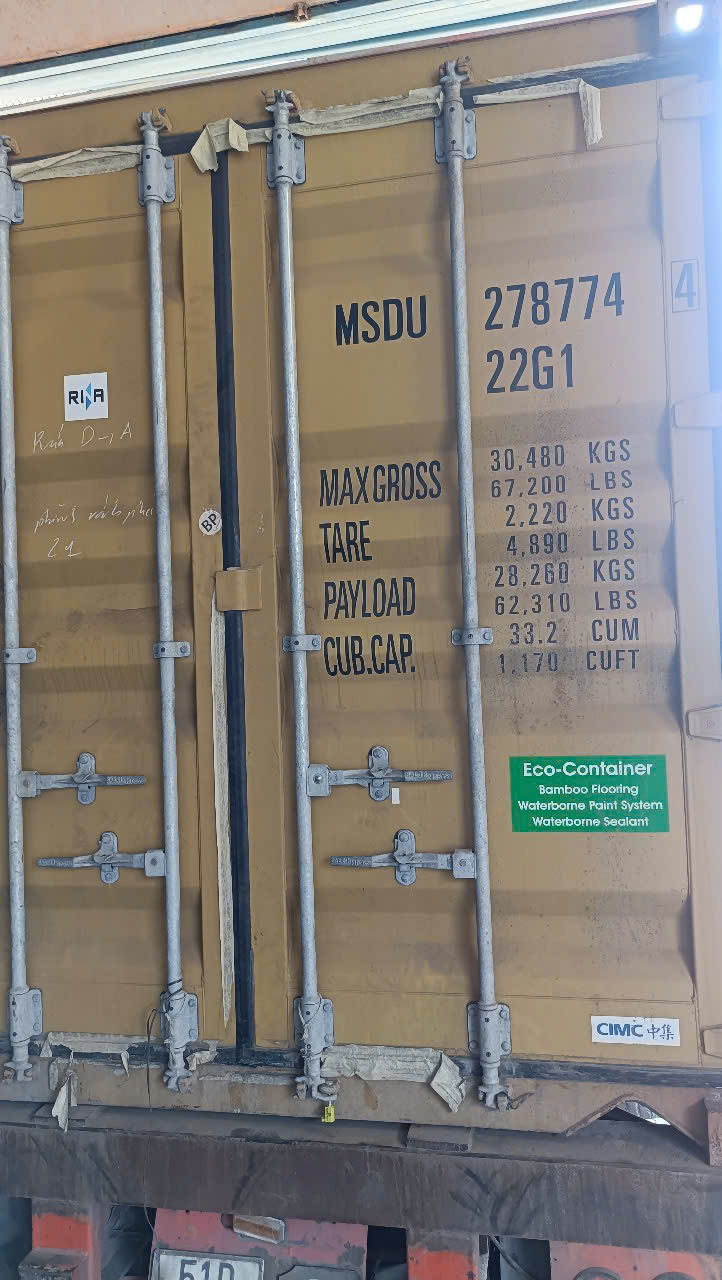 MSDU 278774 4
22G1
RINA
MAX GROSS 30,480 KGS
67,200 LBS
TARE 2,220 KGS
4,890 LBS
PAYLOAD 28,260 KGS
62,310 LBS
CUB.CAP. 33.2 CUM
1,170 CUFT
BP
Eco-Container
Bamboo Flooring
Waterborne Paint System
Waterborne Sealant
CIMC 中集
51D